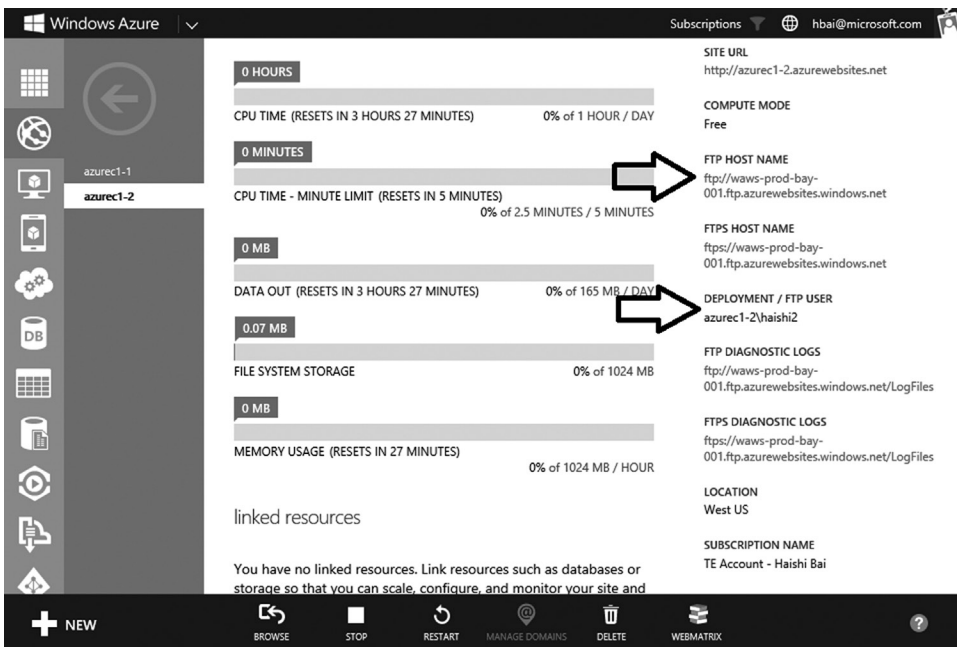 Windows Azure
Subscriptions
hbai@microsoft.com
azurec1-1
azurec1-2
DB
0 HOURS
CPU TIME (RESETS IN 3 HOURS 27 MINUTES) 0% of 1 HOUR / DAY
0 MINUTES
CPU TIME - MINUTE LIMIT (RESETS IN 5 MINUTES)
0% of 2.5 MINUTES / 5 MINUTES
0 MB
DATA OUT (RESETS IN 3 HOURS 27 MINUTES) 0% of 165 MB / DAY
0.07 MB
FILE SYSTEM STORAGE 0% of 1024 MB
0 MB
MEMORY USAGE (RESETS IN 27 MINUTES)
0% of 1024 MB / HOUR
linked resources
You have no linked resources. Link resources such as databases or
storage so that you can scale, configure, and monitor your site and
SITE URL
http://azurec1-2.azurewebsites.net
COMPUTE MODE
Free
FTP HOST NAME
ftp://waws-prod-bay-
001.ftp.azurewebsites.windows.net
FTPS HOST NAME
ftps://waws-prod-bay-
001.ftp.azurewebsites.windows.net
DEPLOYMENT / FTP USER
azurec1-2\haishi2
FTP DIAGNOSTIC LOGS
ftp://waws-prod-bay-
001.ftp.azurewebsites.windows.net/LogFiles
FTPS DIAGNOSTIC LOGS
ftps://waws-prod-bay-
001.ftp.azurewebsites.windows.net/LogFiles
LOCATION
West US
SUBSCRIPTION NAME
TE Account - Haishi Bai
NEW
BROWSE
STOP
RESTART
MANAGE DOMAINS
DELETE
WEBMATRIX
?